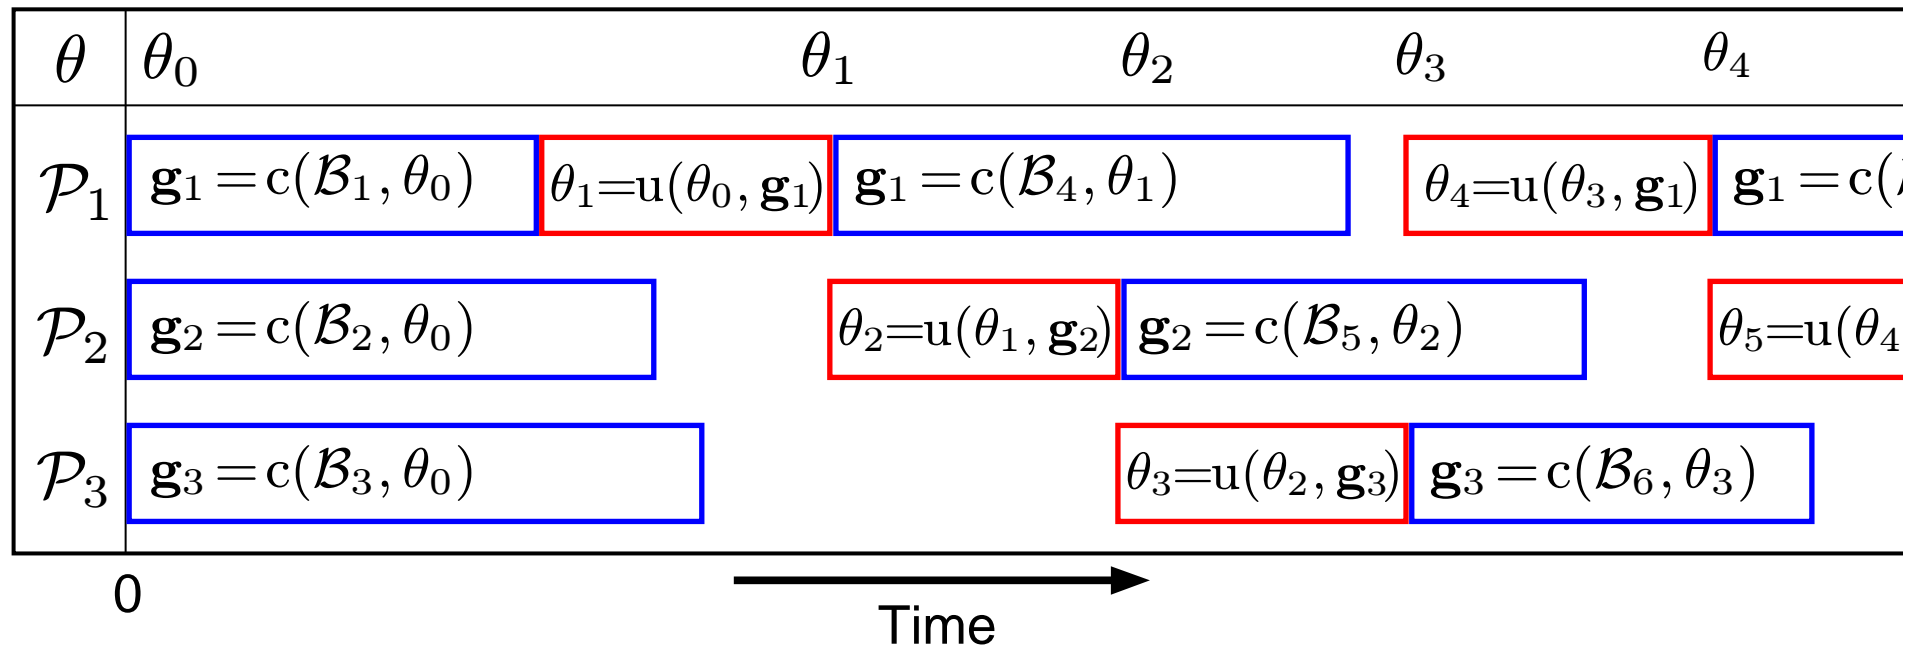 θ θ₀ θ₁ θ₂ θ₃ θ₄
𝒫₁ 𝐠₁ = c(ℬ₁, θ₀) θ₁=u(θ₀, 𝐠₁) 𝐠₁ = c(ℬ₄, θ₁) θ₄=u(θ₃, 𝐠₁) 𝐠₁ = c(
𝒫₂ 𝐠₂ = c(ℬ₂, θ₀) θ₂=u(θ₁, 𝐠₂) 𝐠₂ = c(ℬ₅, θ₂) θ₅=u(θ₄
𝒫₃ 𝐠₃ = c(ℬ₃, θ₀) θ₃=u(θ₂, 𝐠₃) 𝐠₃ = c(ℬ₆, θ₃)
0
Time